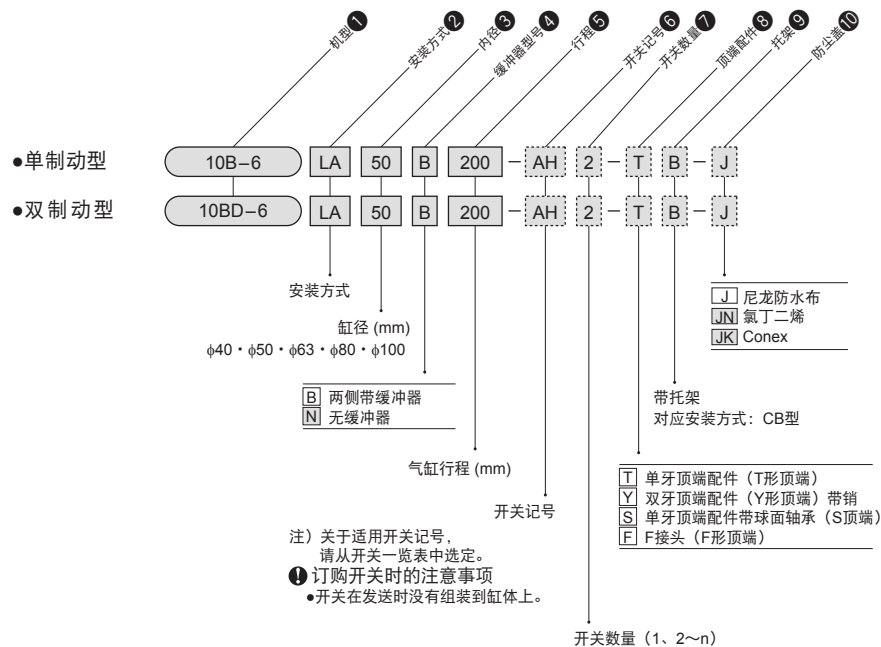 机型❶
安装方式❷
内径❸
缓冲器型号❹
行程❺
开关记号❻
开关数量❼
顶端配件❽
托架❾
防尘盖❿
●单制动型 10B−6 LA 50 B 200 − AH 2 − T B − J
●双制动型 10BD−6 LA 50 B 200 − AH 2 − T B − J
安装方式
缸径 (mm)
φ40・φ50・φ63・φ80・φ100
B 两侧带缓冲器
N 无缓冲器
气缸行程 (mm)
开关记号
J 尼龙防水布
JN 氯丁二烯
JK Conex
带托架
对应安装方式：CB型
T 单牙顶端配件（T形顶端）
Y 双牙顶端配件（Y形顶端）带销
S 单牙顶端配件带球面轴承（S顶端）
F F接头（F形顶端）
注）关于适用开关记号，
请从开关一览表中选定。
! 订购开关时的注意事项
●开关在发送时没有组装到缸体上。
开关数量（1、2～n）